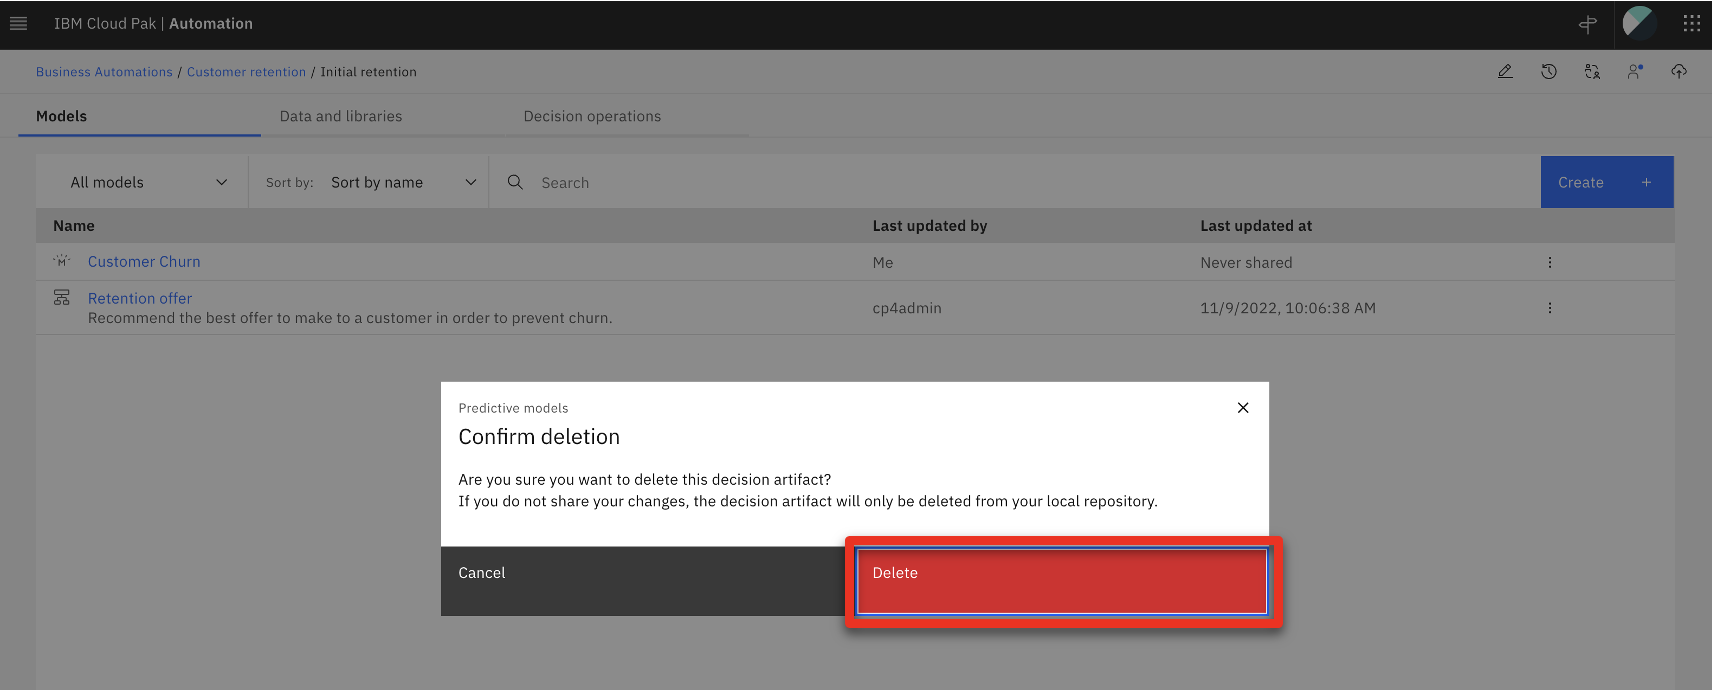 IBM Cloud Pak | Automation
Business Automations / Customer retention / Initial retention
Models
Data and libraries
Decision operations
All models
Sort by:
Sort by name
Search
Create +
Name
Last updated by
Last updated at
Customer Churn
Me
Never shared
Retention offer
Recommend the best offer to make to a customer in order to prevent churn.
cp4admin
11/9/2022, 10:06:38 AM
Predictive models
Confirm deletion
Are you sure you want to delete this decision artifact?
If you do not share your changes, the decision artifact will only be deleted from your local repository.
Cancel
Delete